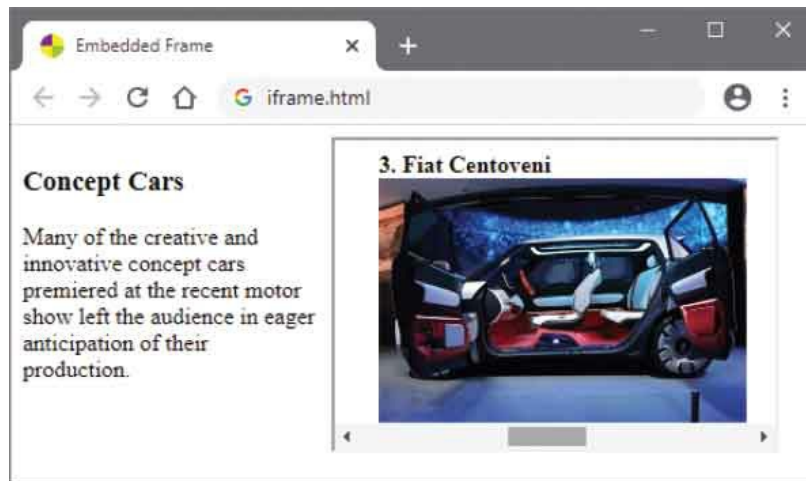 Embedded Frame
iframe.html
Concept Cars
Many of the creative and
innovative concept cars
premiered at the recent motor
show left the audience in eager
anticipation of their
production.
3. Fiat Centoveni